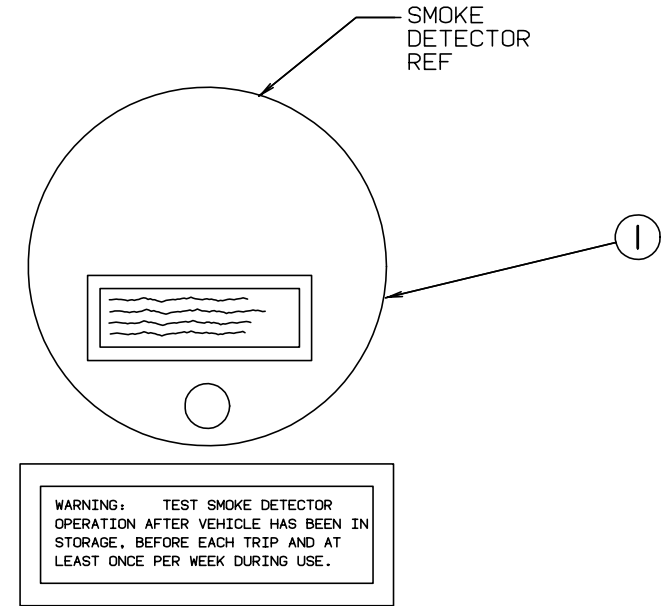 SMOKE
DETECTOR
REF
1
WARNING: TEST SMOKE DETECTOR
OPERATION AFTER VEHICLE HAS BEEN IN
STORAGE, BEFORE EACH TRIP AND AT
LEAST ONCE PER WEEK DURING USE.